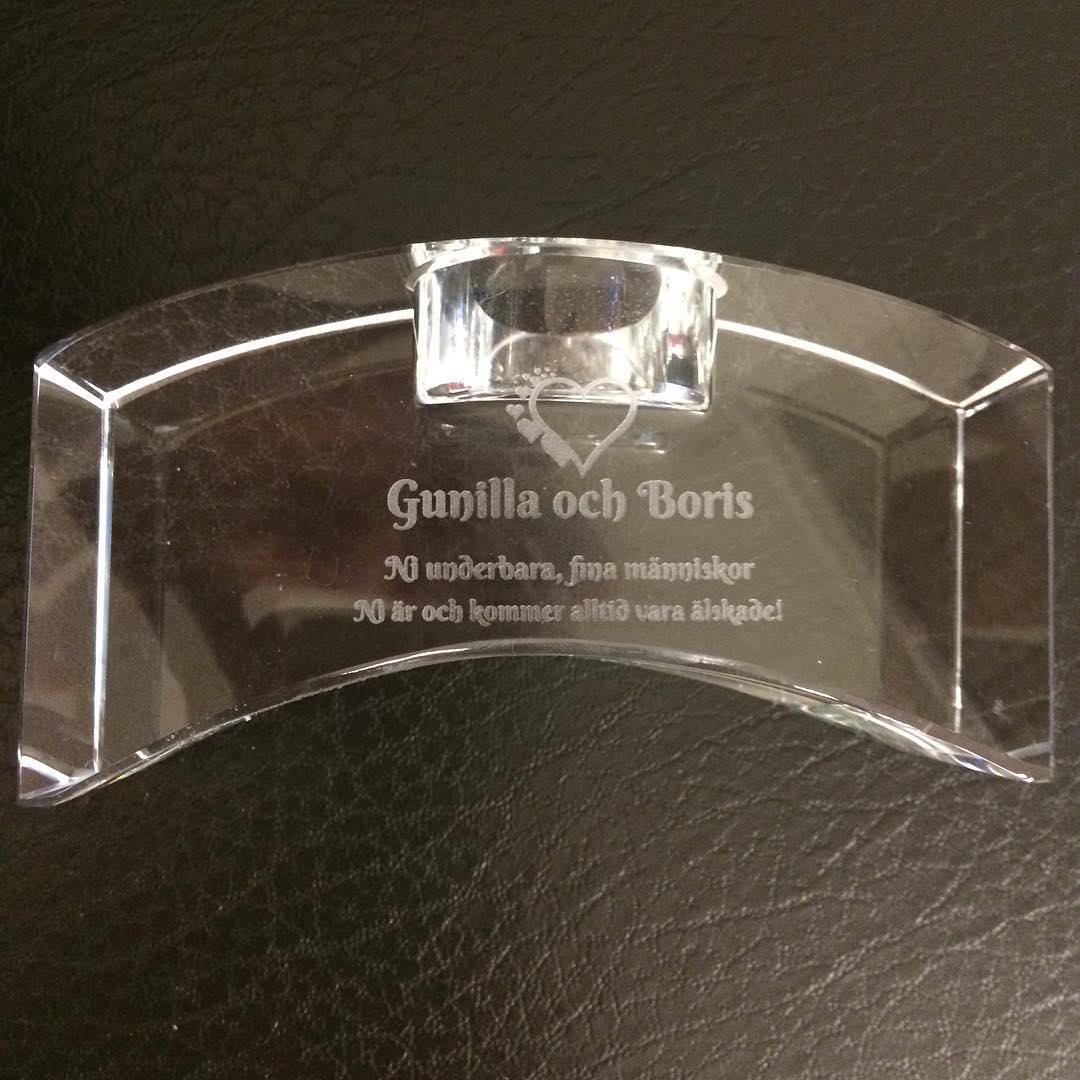 Gunilla och Boris
Ni underbara, fina människor
Ni är och kommer alltid vara älskade!